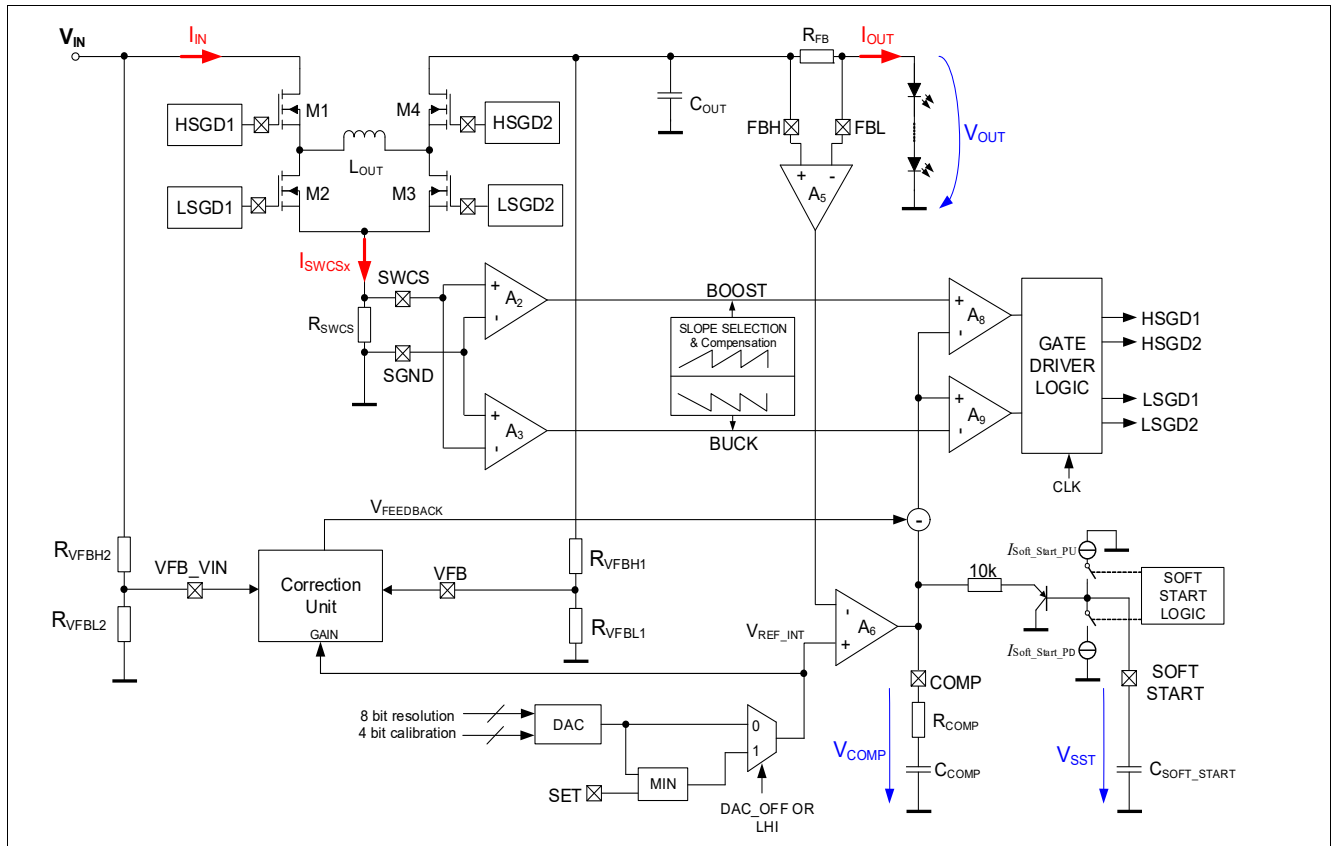 VIN
IIN
RFB
IOUT
M1
M4
HSGD1
HSGD2
COUT
FBH
FBL
VOUT
LOUT
+
-
A5
M2
M3
LSGD1
LSGD2
ISWCSx
SWCS
+
-
A2
BOOST
+
-
A8
HSGD1
HSGD2
RSWCS
SLOPE SELECTION
& Compensation
GATE
DRIVER
LOGIC
SGND
+
-
A3
BUCK
+
-
A9
LSGD1
LSGD2
CLK
VFEEDBACK
-
RVFBH2
VFB_VIN
Correction
Unit
GAIN
VFB
RVFBH1
ISoft_Start_PU
10k
SOFT
START
LOGIC
RVFBL2
RVFBL1
VREF_INT
-
+
A6
ISoft_Start_PD
COMP
SOFT
START
8 bit resolution
4 bit calibration
DAC
0
1
RCOMP
VCOMP
CCOMP
VSST
CSOFT_START
SET
MIN
DAC_OFF OR
LHI